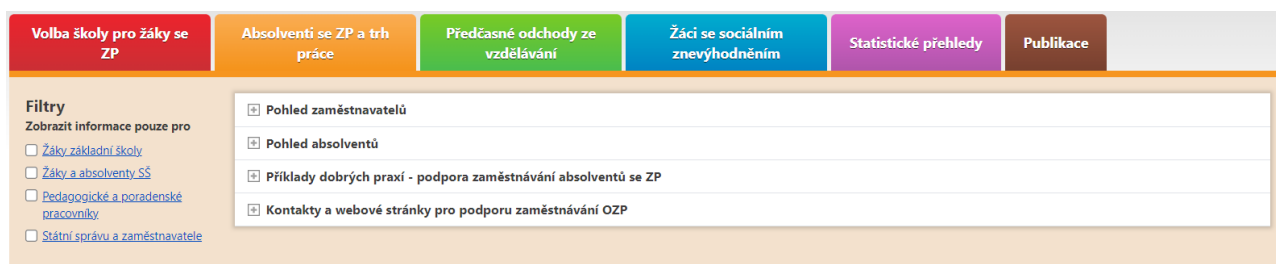 Volba školy pro žáky se
ZP
Absolventi se ZP a trh
práce
Předčasné odchody ze
vzdělávání
Žáci se sociálním
znevýhodněním
Statistické přehledy
Publikace
Filtry
Zobrazit informace pouze pro
Žáky základní školy
Žáky a absolventy SŠ
Pedagogické a poradenské
pracovníky
Státní správu a zaměstnavatele
Pohled zaměstnavatelů
Pohled absolventů
Příklady dobrých praxí - podpora zaměstnávání absolventů se ZP
Kontakty a webové stránky pro podporu zaměstnávání OZP